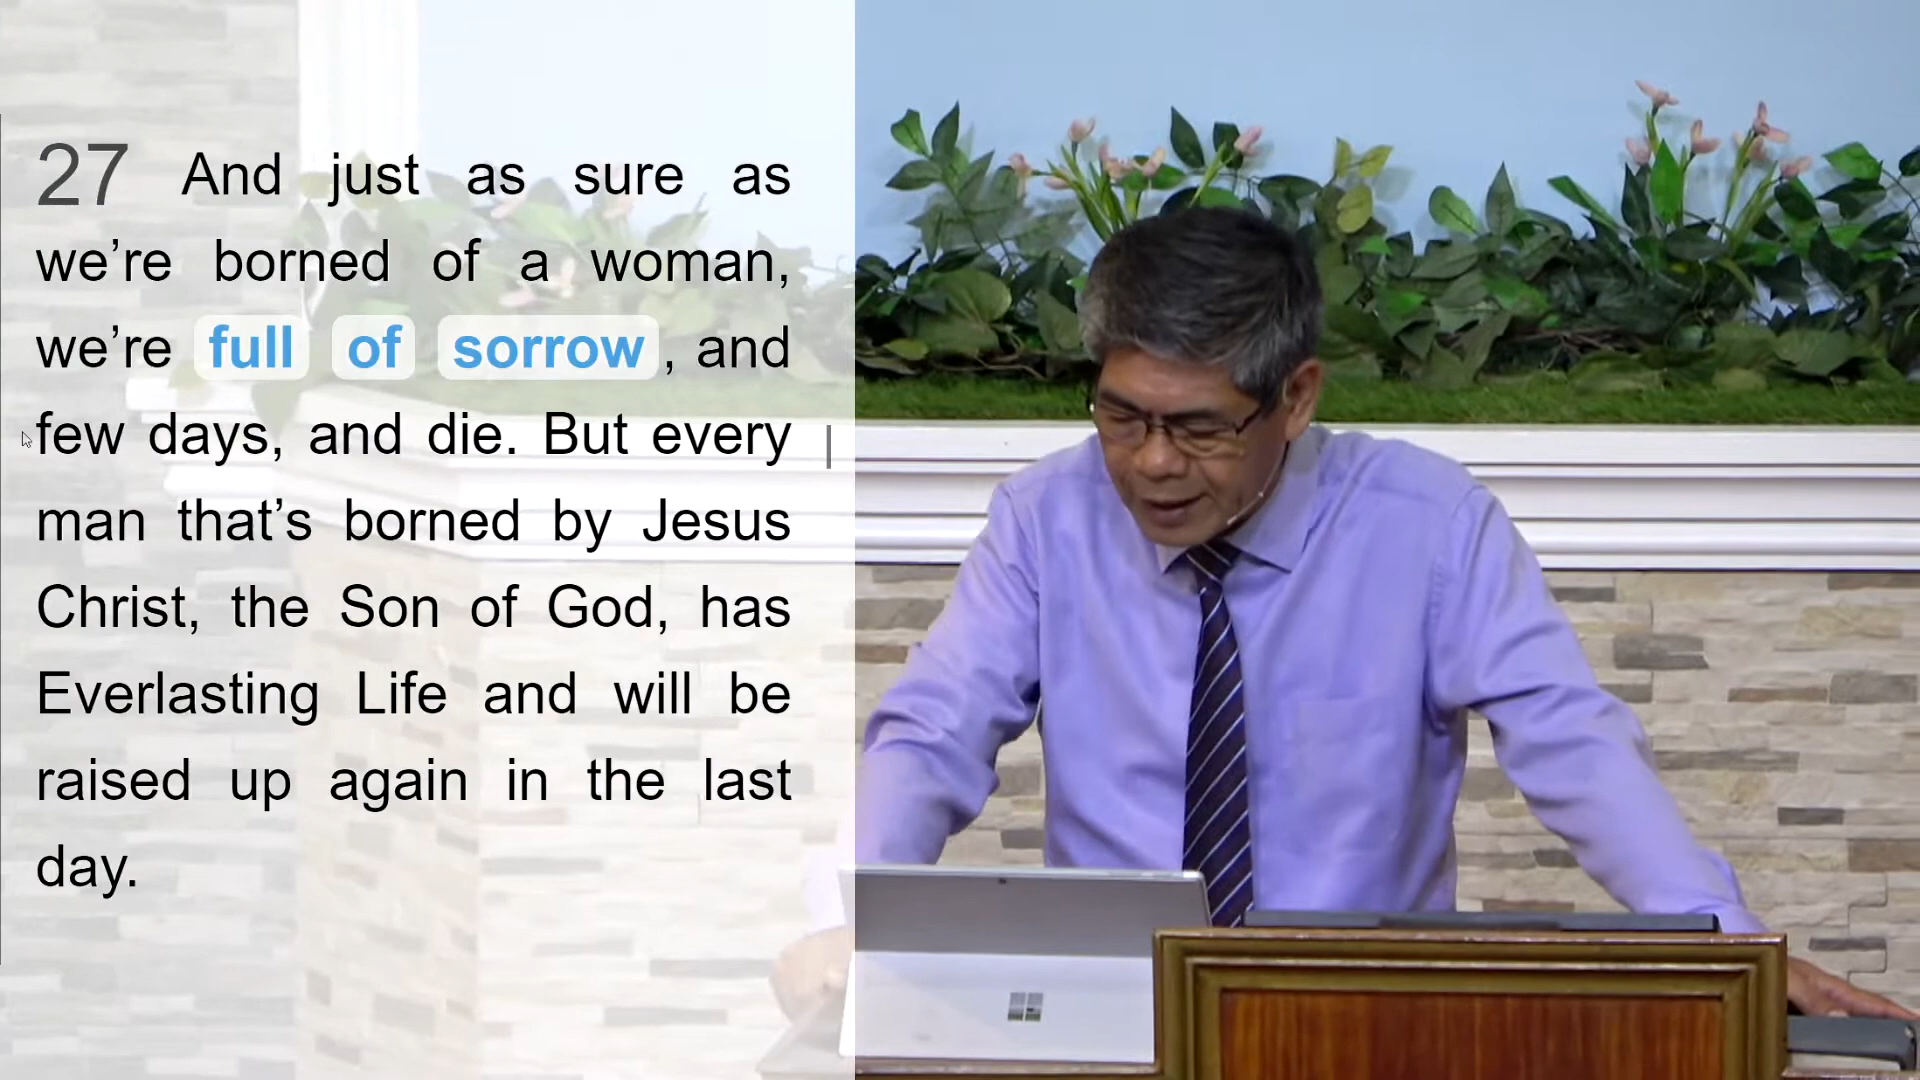 27 And just as sure as
we’re borned of a woman,
we’re full of sorrow, and
few days, and die. But every
man that’s borned by Jesus
Christ, the Son of God, has
Everlasting Life and will be
raised up again in the last
day.